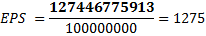 EPS = 127446775913 / 100000000 = 1275